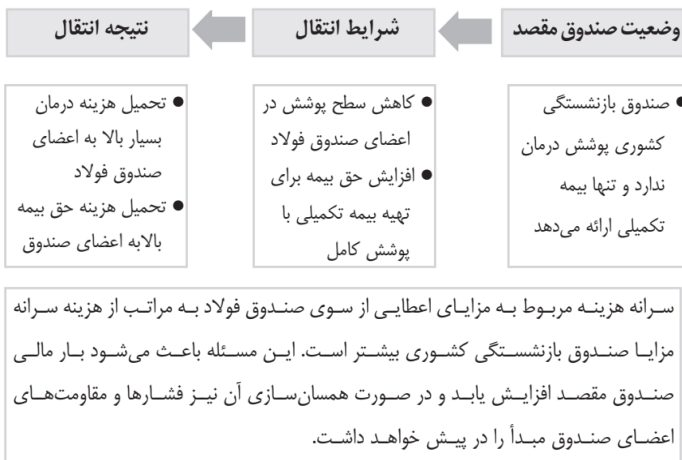 وضعیت صندوق مقصد
شرایط انتقال
نتیجه انتقال
● صندوق بازنشستگی
کشوری پوشش درمان
ندارد و تنها بیمه
تکمیلی ارائه می‌دهد
● کاهش سطح پوشش در
اعضای صندوق فولاد
● افزایش حق بیمه برای
تهیه بیمه تکمیلی با
پوشش کامل
● تحمیل هزینه درمان
بسیار بالا به اعضای
صندوق فولاد
● تحمیل هزینه حق بیمه
بالابه اعضای صندوق
سرانه هزینه مربوط به مزایای اعطایی از سوی صندوق فولاد به مراتب از هزینه سرانه
مزایا صندوق بازنشستگی کشوری بیشتر است. این مسئله باعث می‌شود بار مالی
صندوق مقصد افزایش یابد و در صورت همسان‌سازی آن نیز فشارها و مقاومت‌های
اعضای صندوق مبدأ را در پیش خواهد داشت.